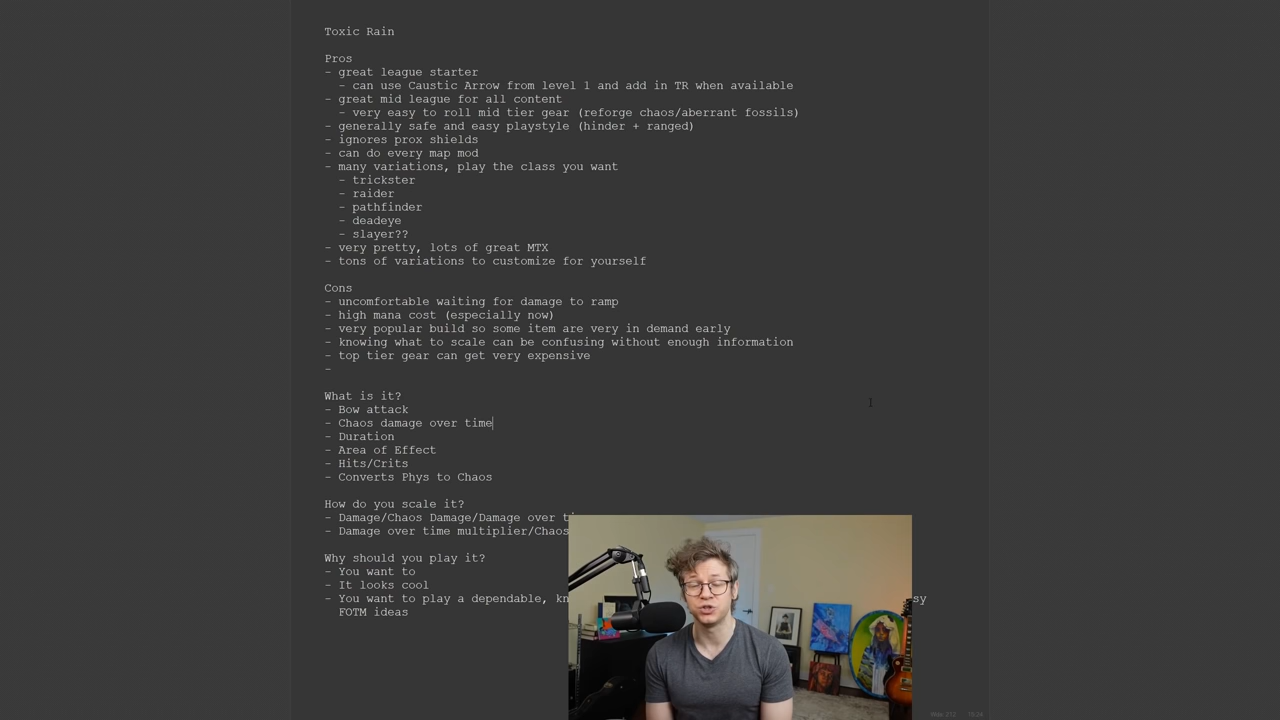 Toxic Rain
Pros
- great league starter
- can use Caustic Arrow from level 1 and add in TR when available
- great mid league for all content
- very easy to roll mid tier gear (reforge chaos/aberrant fossils)
- generally safe and easy playstyle (hinder + ranged)
- ignores prox shields
- can do every map mod
- many variations, play the class you want
- trickster
- raider
- pathfinder
- deadeye
- slayer??
- very pretty, lots of great MTX
- tons of variations to customize for yourself
Cons
- uncomfortable waiting for damage to ramp
- high mana cost (especially now)
- very popular build so some item are very in demand early
- knowing what to scale can be confusing without enough information
- top tier gear can get very expensive
-
What is it?
- Bow attack
- Chaos damage over time
- Duration
- Area of Effect
- Hits/Crits
- Converts Phys to Chaos
How do you scale it?
- Damage/Chaos Damage/Damage over
- Damage over time multiplier/Chaos
Why should you play it?
- You want to
- It looks cool
- You want to play a dependable,
FOTM ideas